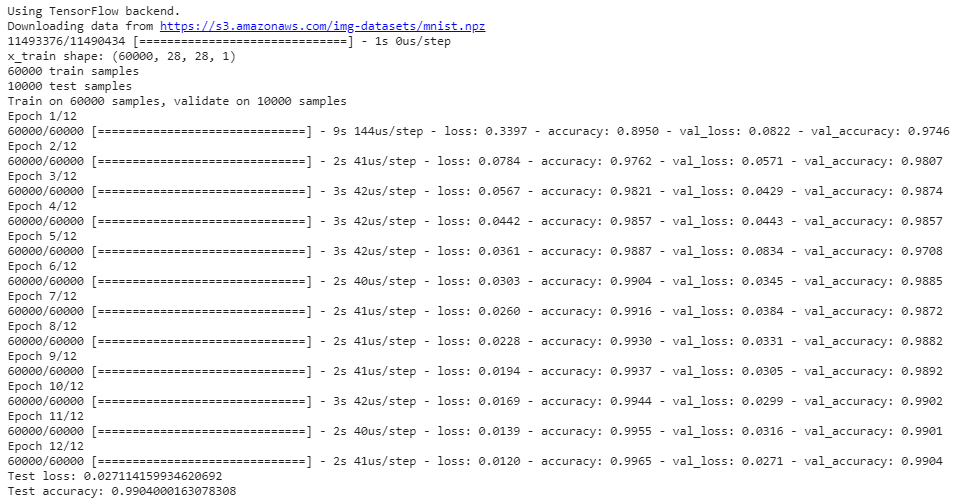 Using TensorFlow backend.
Downloading data from https://s3.amazonaws.com/img-datasets/mnist.npz
11493376/11490434 [==============================] - 1s 0us/step
x_train shape: (60000, 28, 28, 1)
60000 train samples
10000 test samples
Train on 60000 samples, validate on 10000 samples
Epoch 1/12
60000/60000 [==============================] - 9s 144us/step - loss: 0.3397 - accuracy: 0.8950 - val_loss: 0.0822 - val_accuracy: 0.9746
Epoch 2/12
60000/60000 [==============================] - 2s 41us/step - loss: 0.0784 - accuracy: 0.9762 - val_loss: 0.0571 - val_accuracy: 0.9807
Epoch 3/12
60000/60000 [==============================] - 3s 42us/step - loss: 0.0567 - accuracy: 0.9821 - val_loss: 0.0429 - val_accuracy: 0.9874
Epoch 4/12
60000/60000 [==============================] - 3s 42us/step - loss: 0.0442 - accuracy: 0.9857 - val_loss: 0.0443 - val_accuracy: 0.9857
Epoch 5/12
60000/60000 [==============================] - 3s 42us/step - loss: 0.0361 - accuracy: 0.9887 - val_loss: 0.0834 - val_accuracy: 0.9708
Epoch 6/12
60000/60000 [==============================] - 2s 40us/step - loss: 0.0303 - accuracy: 0.9904 - val_loss: 0.0345 - val_accuracy: 0.9885
Epoch 7/12
60000/60000 [==============================] - 2s 41us/step - loss: 0.0260 - accuracy: 0.9916 - val_loss: 0.0384 - val_accuracy: 0.9872
Epoch 8/12
60000/60000 [==============================] - 2s 41us/step - loss: 0.0228 - accuracy: 0.9930 - val_loss: 0.0331 - val_accuracy: 0.9882
Epoch 9/12
60000/60000 [==============================] - 2s 41us/step - loss: 0.0194 - accuracy: 0.9937 - val_loss: 0.0305 - val_accuracy: 0.9892
Epoch 10/12
60000/60000 [==============================] - 3s 42us/step - loss: 0.0169 - accuracy: 0.9944 - val_loss: 0.0299 - val_accuracy: 0.9902
Epoch 11/12
60000/60000 [==============================] - 2s 40us/step - loss: 0.0139 - accuracy: 0.9955 - val_loss: 0.0316 - val_accuracy: 0.9901
Epoch 12/12
60000/60000 [==============================] - 2s 41us/step - loss: 0.0120 - accuracy: 0.9965 - val_loss: 0.0271 - val_accuracy: 0.9904
Test loss: 0.027114159934620692
Test accuracy: 0.9904000163078308